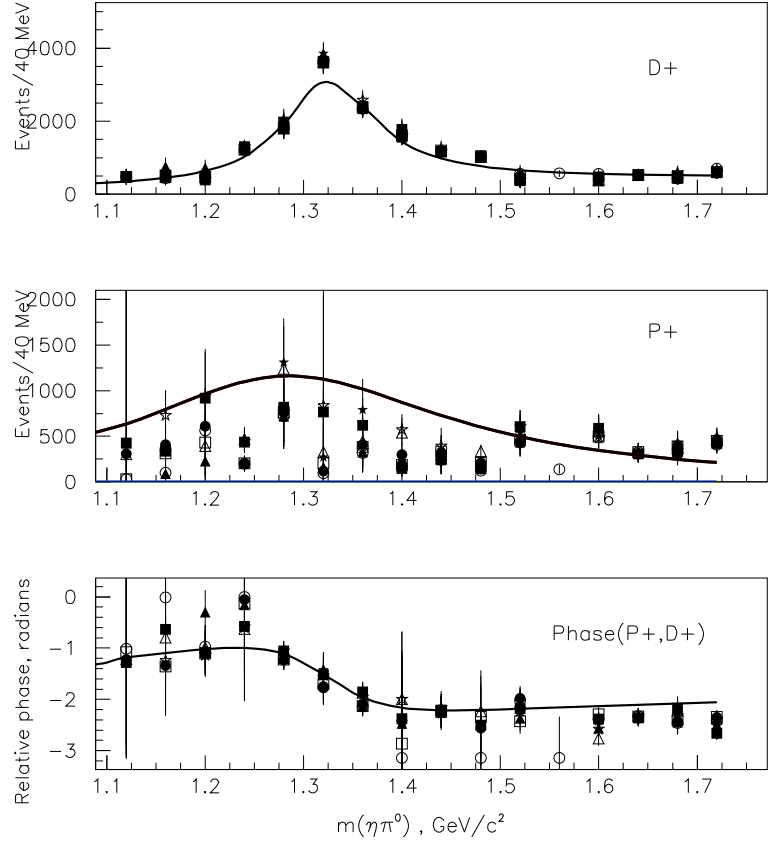 Events/40 MeV
4000
2000
0
D+
1.1 1.2 1.3 1.4 1.5 1.6 1.7
Events/40 MeV
2000
1500
1000
500
0
P+
1.1 1.2 1.3 1.4 1.5 1.6 1.7
Relative phase, radians
0
−1
−2
−3
Phase(P+,D+)
1.1 1.2 1.3 1.4 1.5 1.6 1.7
m(ηπ⁰) , GeV/c²